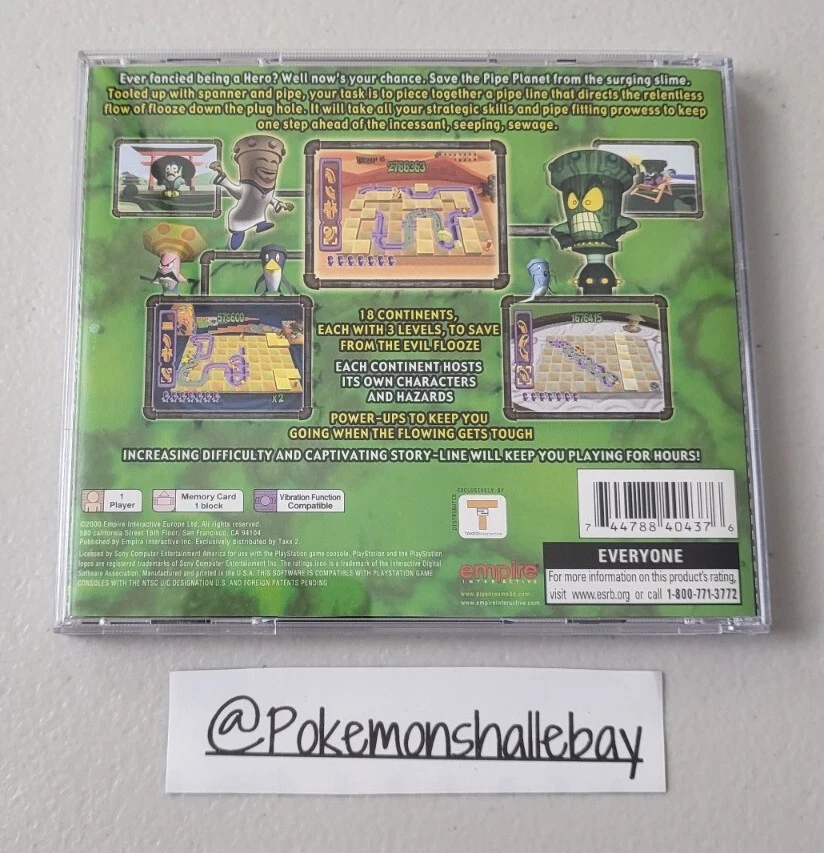 Ever fancied being a Hero? Well now's your chance. Save the Pipe Planet from the surging slime.
Tooled up with spanner and pipe, your task is to piece together a pipe line that directs the relentless
flow of flooze down the plug hole. It will take all your strategic skills and pipe fitting prowess to keep
one step ahead of the incessant, seeping, sewage.
2786363
575600
x2
18 CONTINENTS,
EACH WITH 3 LEVELS, TO SAVE
FROM THE EVIL FLOOZE
EACH CONTINENT HOSTS
ITS OWN CHARACTERS
AND HAZARDS
1676415
POWER-UPS TO KEEP YOU
GOING WHEN THE FLOWING GETS TOUGH
INCREASING DIFFICULTY AND CAPTIVATING STORY-LINE WILL KEEP YOU PLAYING FOR HOURS!
1
Player
Memory Card
1 block
Vibration Function
Compatible
©2000 Empire Interactive Europe Ltd. All rights reserved
580 california Street 16th Floor, San Francisco, CA 94104
Published by Empire Interactive Inc. Exclusively distributed by Take 2.
Licensed by Sony Computer Entertainment America for use with the PlayStation game console. PlayStation and the PlayStation
logos are registered trademarks of Sony Computer Entertainment Inc. The ratings icon is a trademark of the Interactive Digital
Software Association. Manufactured and printed in the U.S.A. THIS SOFTWARE IS COMPATIBLE WITH PLAYSTATION GAME
CONSOLES WITH THE NTSC U/C DESIGNATION U.S. AND FOREIGN PATENTS PENDING
DISTRIBUTED
EXCLUSIVELY BY
empire
INTERACTIVE
www.pipedreams3d.com
www.empireinteractive.com
7 44788 40437 6
EVERYONE
For more information on this product's rating,
visit www.esrb.org or call 1-800-771-3772
@Pokemonshallebay